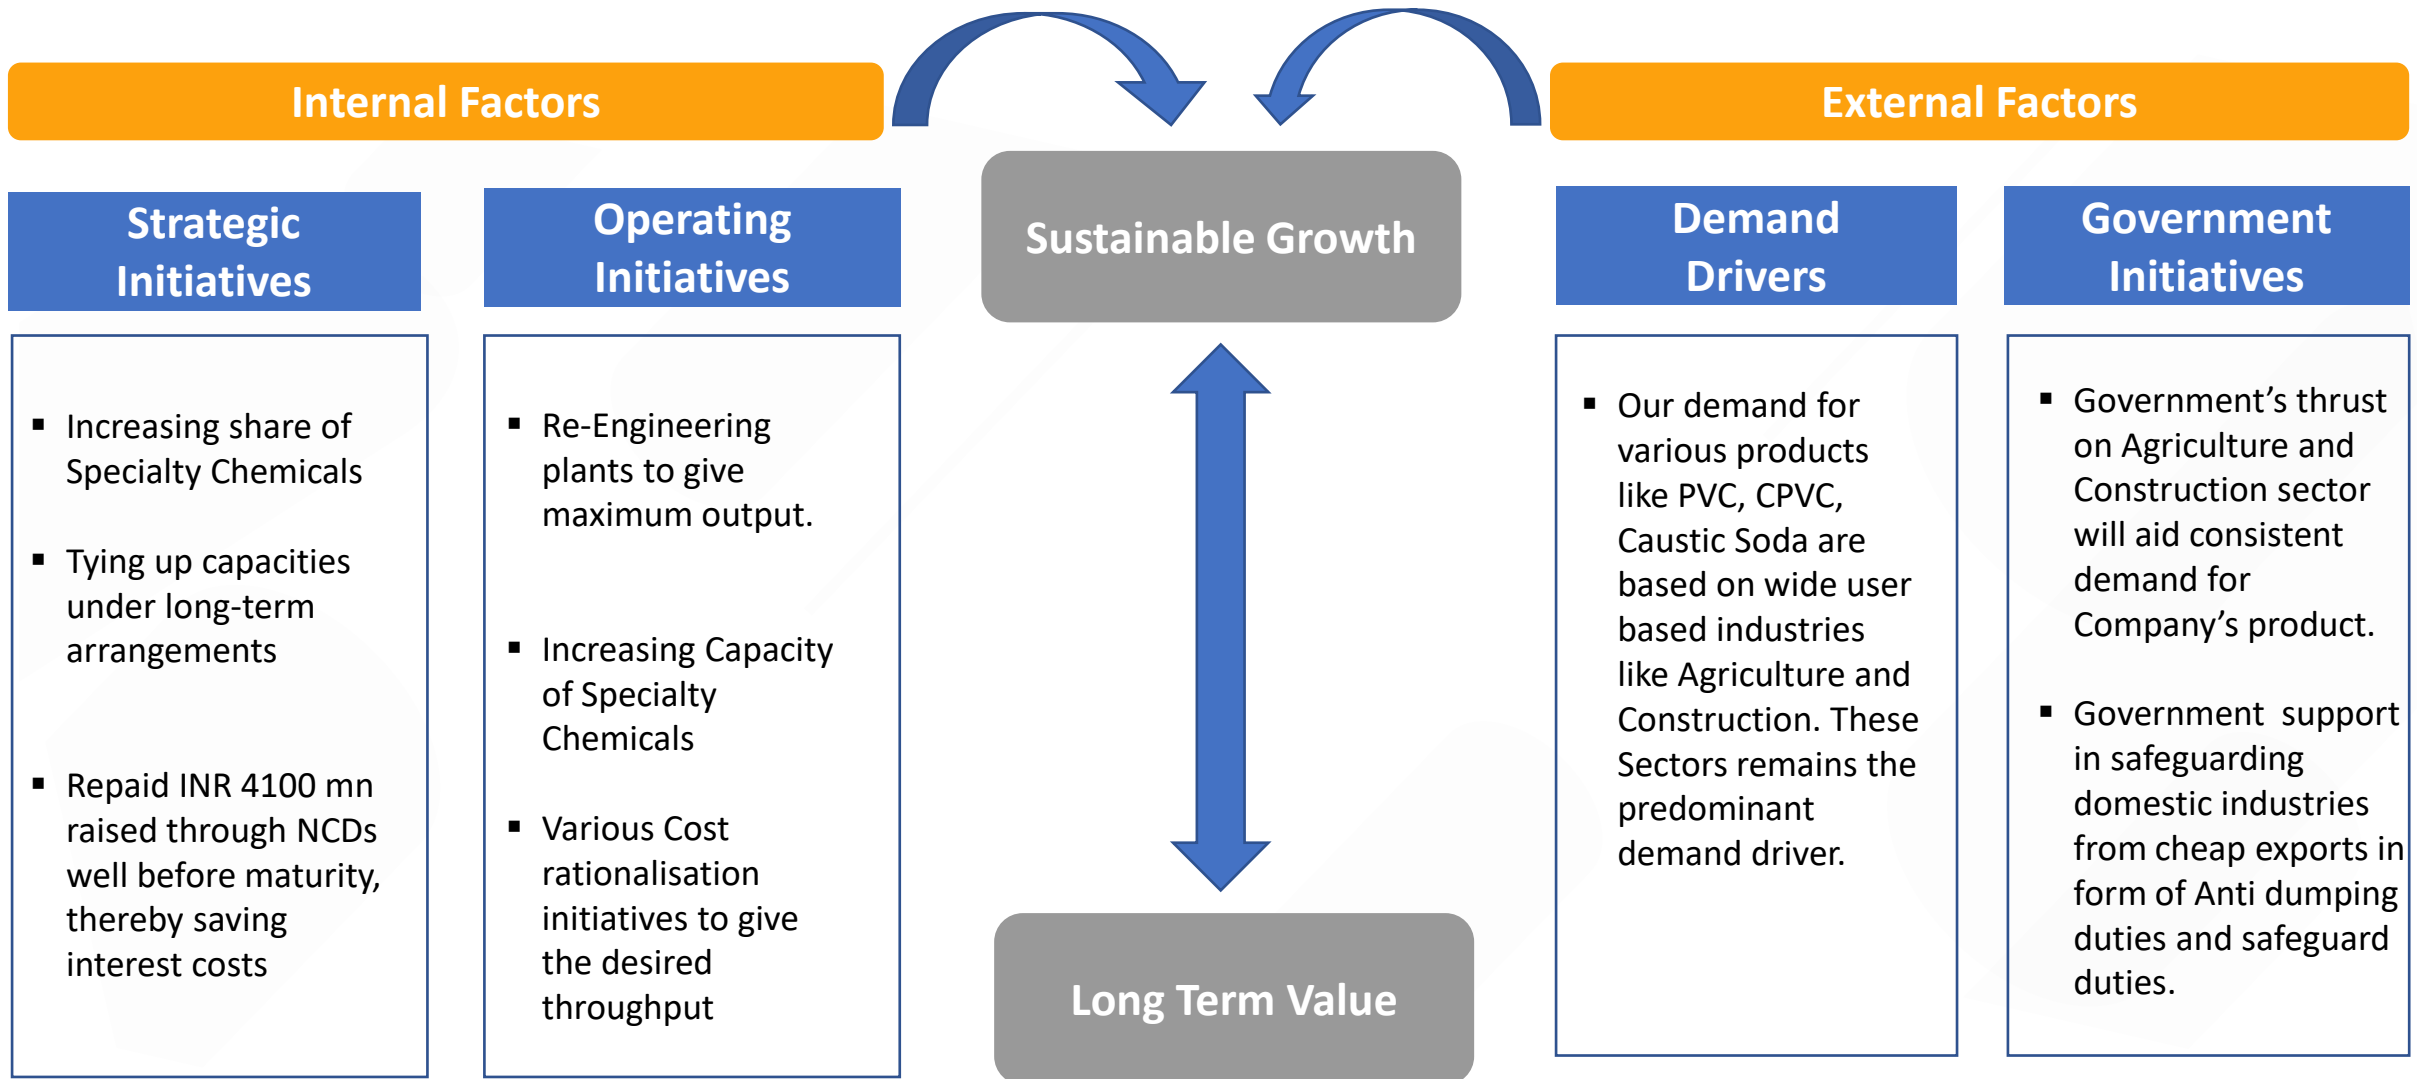 Internal Factors
External Factors
Strategic
Initiatives
Operating
Initiatives
Sustainable Growth
Demand
Drivers
Government
Initiatives
▪ Increasing share of
Specialty Chemicals
▪ Tying up capacities
under long-term
arrangements
▪ Repaid INR 4100 mn
raised through NCDs
well before maturity,
thereby saving
interest costs
▪ Re-Engineering
plants to give
maximum output.
▪ Increasing Capacity
of Specialty
Chemicals
▪ Various Cost
rationalisation
initiatives to give
the desired
throughput
Long Term Value
▪ Our demand for
various products
like PVC, CPVC,
Caustic Soda are
based on wide user
based industries
like Agriculture and
Construction. These
Sectors remains the
predominant
demand driver.
▪ Government’s thrust
on Agriculture and
Construction sector
will aid consistent
demand for
Company’s product.
▪ Government  support
in safeguarding
domestic industries
from cheap exports in
form of Anti dumping
duties and safeguard
duties.